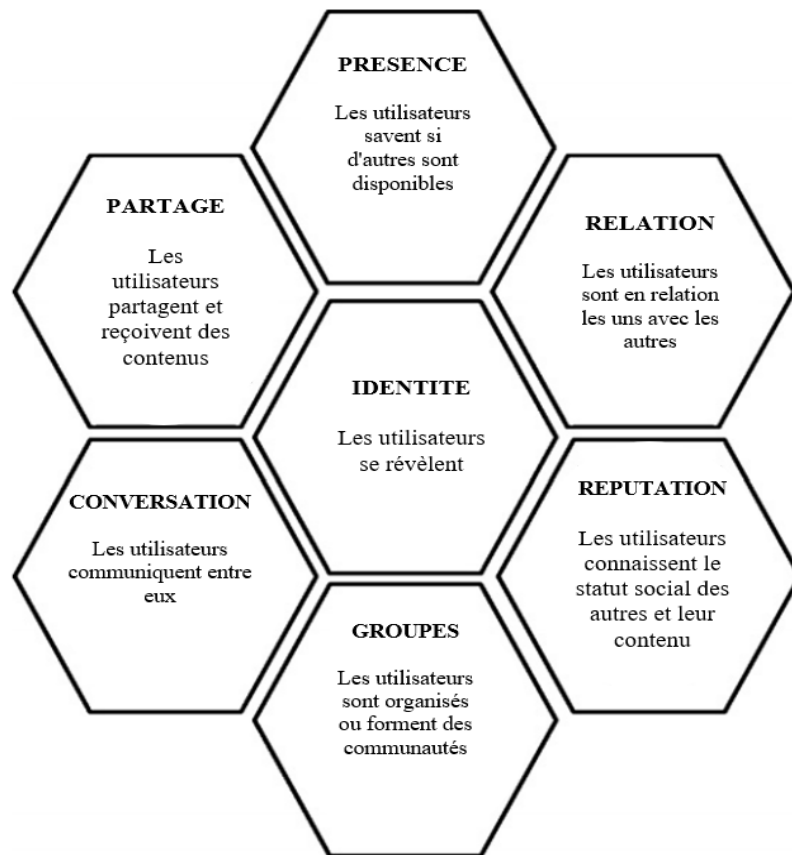 PRESENCE
Les utilisateurs
savent si
d'autres sont
disponibles
PARTAGE
Les
utilisateurs
partagent et
reçoivent des
contenus
RELATION
Les utilisateurs
sont en relation
les uns avec les
autres
IDENTITE
Les utilisateurs
se révèlent
CONVERSATION
Les utilisateurs
communiquent entre
eux
REPUTATION
Les utilisateurs
connaissent le
statut social des
autres et leur
contenu
GROUPES
Les utilisateurs
sont organisés
ou forment des
communautés